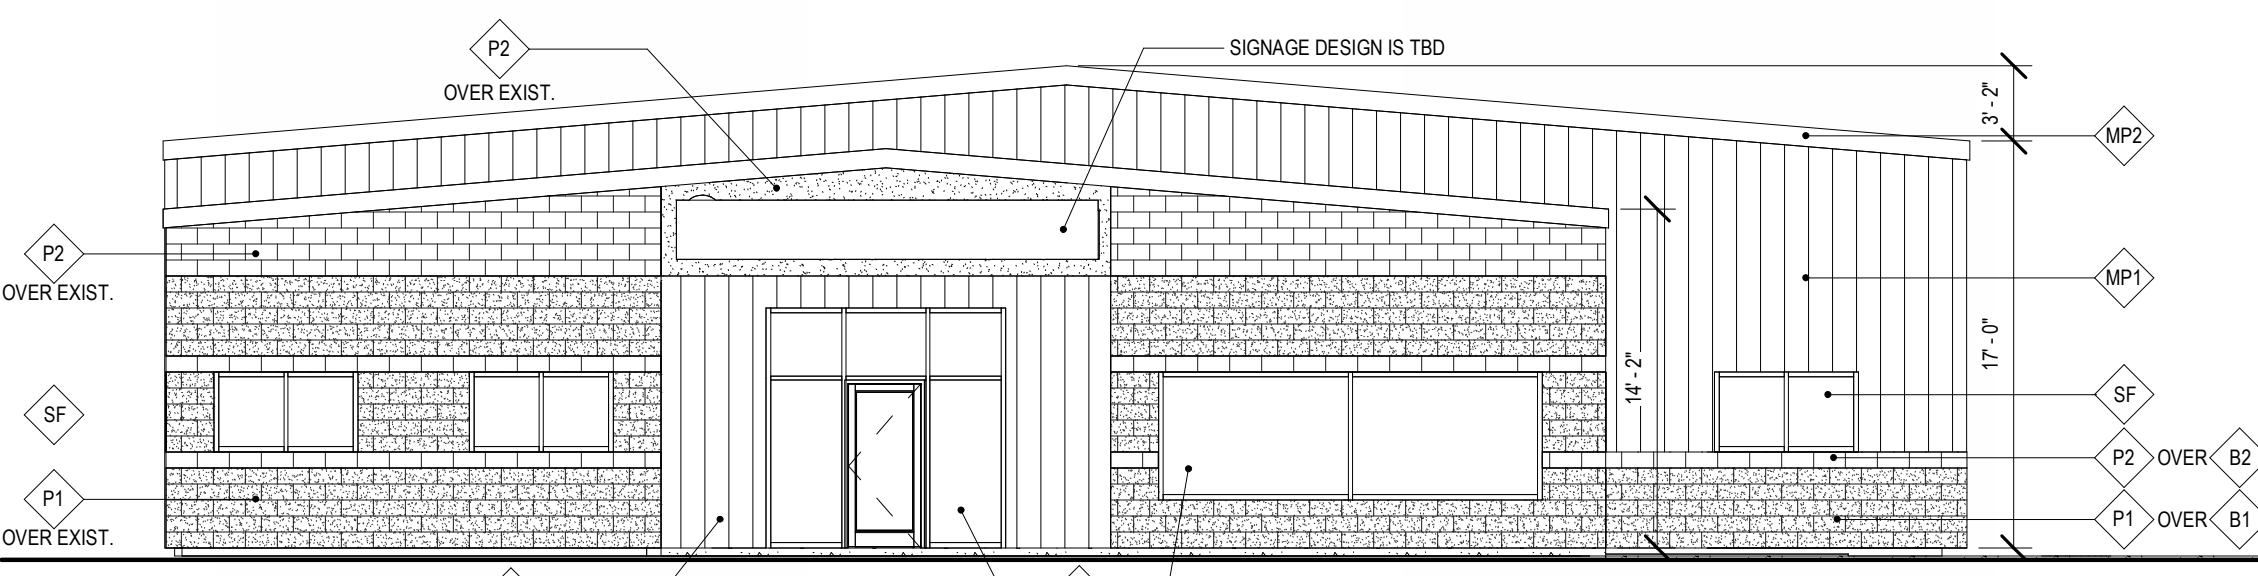 P2
OVER EXIST.
SIGNAGE DESIGN IS TBD
3' - 2"
MP2
P2
OVER EXIST.
MP1
17' - 0"
14' - 2"
SF
SF
P2 OVER B2
P1
OVER EXIST.
P1 OVER B1